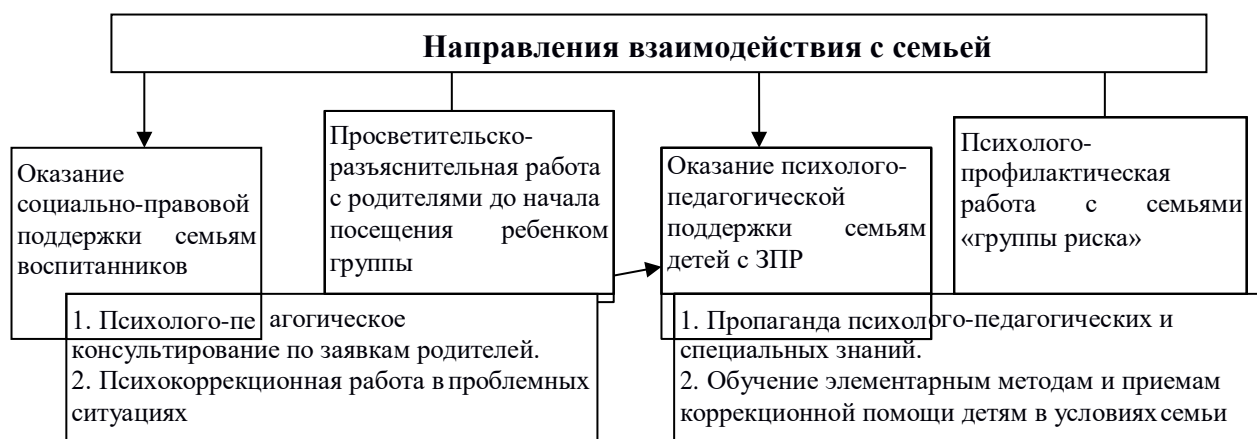 Направления взаимодействия с семьей
Оказание
социально-правовой
поддержки семьям
воспитанников
Просветительско-
разъяснительная работа
с родителями до начала
посещения ребенком
группы
Оказание психолого-
педагогической
поддержки семьям
детей с ЗПР
Психолого-
профилактическая
работа с семьями
«группы риска»
1. Психолого-пе агогическое
консультирование по заявкам родителей.
2. Психокоррекционная работа в проблемных
ситуациях
1. Пропаганда психолого-педагогических и
специальных знаний.
2. Обучение элементарным методам и приемам
коррекционной помощи детям в условиях семьи